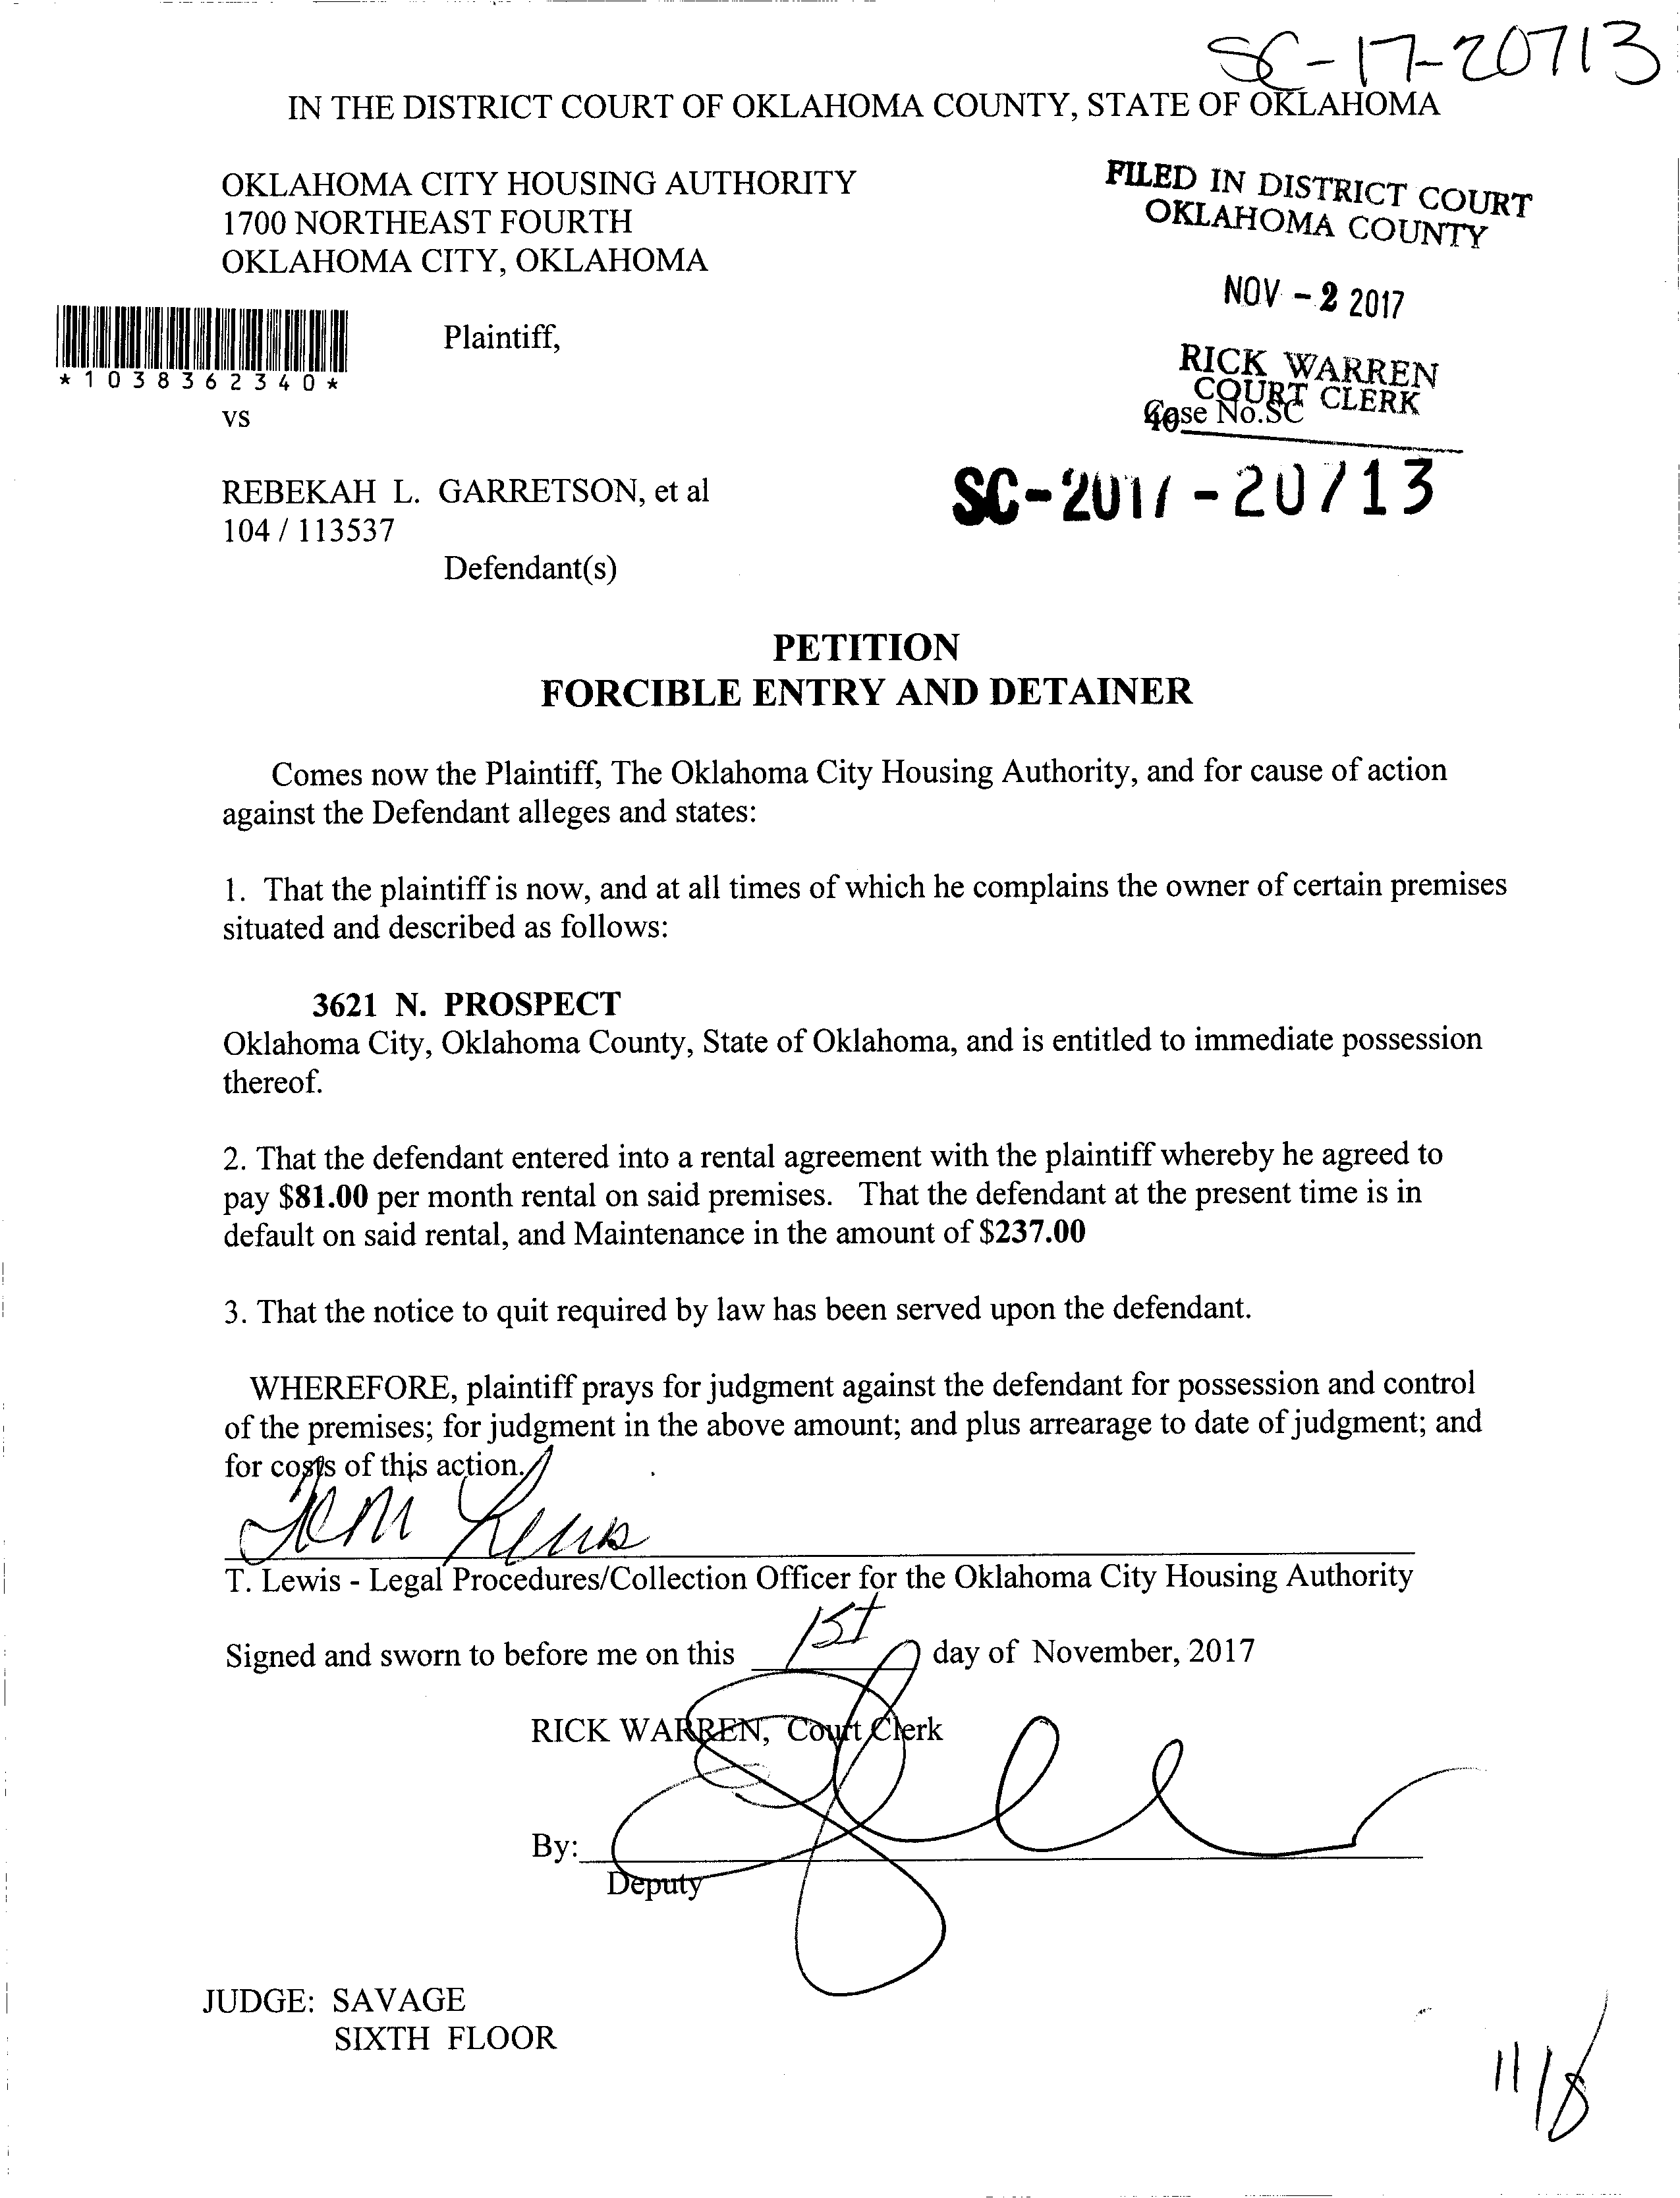 SC-17-20713
IN THE DISTRICT COURT OF OKLAHOMA COUNTY, STATE OF OKLAHOMA
OKLAHOMA CITY HOUSING AUTHORITY
1700 NORTHEAST FOURTH
OKLAHOMA CITY, OKLAHOMA
FILED IN DISTRICT COURT
OKLAHOMA COUNTY
NOV - 2 2017
RICK WARREN
COURT CLERK
40
Case No.SC
*1038362340*
Plaintiff,
vs
SC-2017-20713
REBEKAH L. GARRETSON, et al
104 / 113537
Defendant(s)
PETITION
FORCIBLE ENTRY AND DETAINER
Comes now the Plaintiff, The Oklahoma City Housing Authority, and for cause of action
against the Defendant alleges and states:
1. That the plaintiff is now, and at all times of which he complains the owner of certain premises
situated and described as follows:
3621 N. PROSPECT
Oklahoma City, Oklahoma County, State of Oklahoma, and is entitled to immediate possession
thereof.
2. That the defendant entered into a rental agreement with the plaintiff whereby he agreed to
pay $81.00 per month rental on said premises. That the defendant at the present time is in
default on said rental, and Maintenance in the amount of $237.00
3. That the notice to quit required by law has been served upon the defendant.
WHEREFORE, plaintiff prays for judgment against the defendant for possession and control
of the premises; for judgment in the above amount; and plus arrearage to date of judgment; and
for costs of this action.
T. Lewis - Legal Procedures/Collection Officer for the Oklahoma City Housing Authority
Signed and sworn to before me on this 1st day of November, 2017
RICK WARREN, Court Clerk
By:
Deputy
JUDGE: SAVAGE
SIXTH FLOOR
11/8